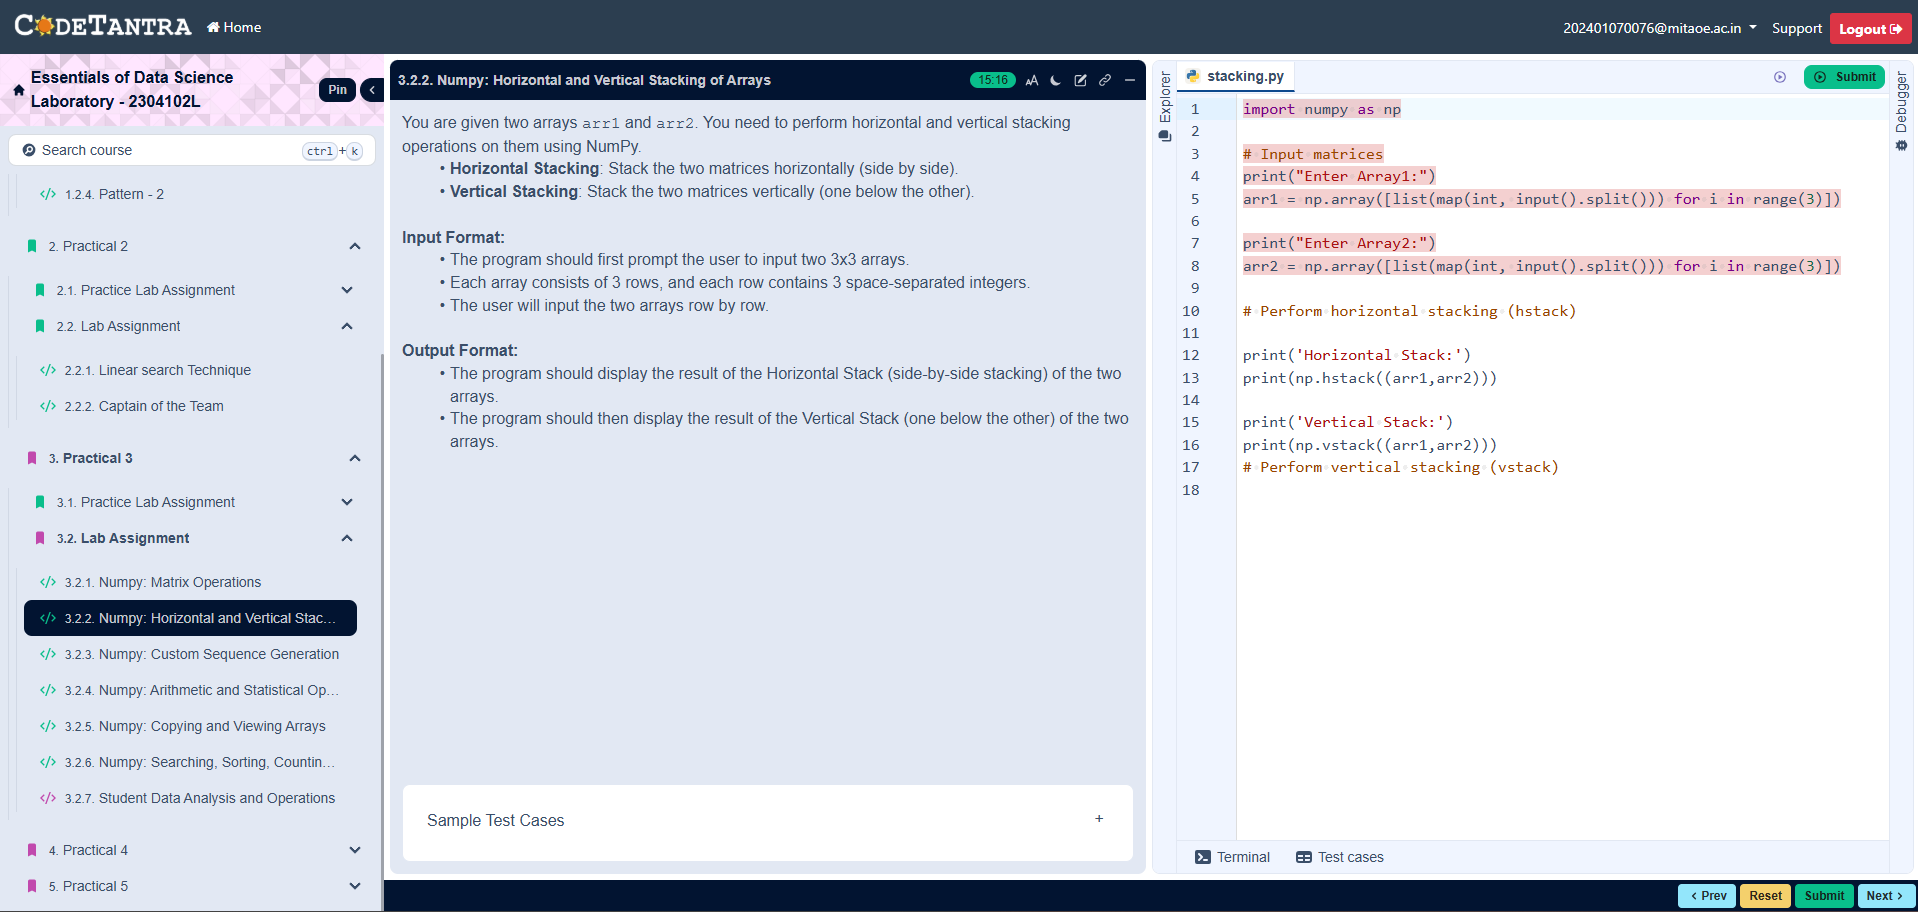 CODETANTRA
Home
202401070076@mitaoe.ac.in
Support
Logout
Essentials of Data Science
Laboratory - 2304102L
Pin
Search course
ctrl + k
1.2.4. Pattern - 2
2. Practical 2
2.1. Practice Lab Assignment
2.2. Lab Assignment
2.2.1. Linear search Technique
2.2.2. Captain of the Team
3. Practical 3
3.1. Practice Lab Assignment
3.2. Lab Assignment
3.2.1. Numpy: Matrix Operations
3.2.2. Numpy: Horizontal and Vertical Stac...
3.2.3. Numpy: Custom Sequence Generation
3.2.4. Numpy: Arithmetic and Statistical Op...
3.2.5. Numpy: Copying and Viewing Arrays
3.2.6. Numpy: Searching, Sorting, Countin...
3.2.7. Student Data Analysis and Operations
4. Practical 4
5. Practical 5
3.2.2. Numpy: Horizontal and Vertical Stacking of Arrays
15:16
AA
You are given two arrays arr1 and arr2. You need to perform horizontal and vertical stacking
operations on them using NumPy.
• Horizontal Stacking: Stack the two matrices horizontally (side by side).
• Vertical Stacking: Stack the two matrices vertically (one below the other).
Input Format:
• The program should first prompt the user to input two 3x3 arrays.
• Each array consists of 3 rows, and each row contains 3 space-separated integers.
• The user will input the two arrays row by row.
Output Format:
• The program should display the result of the Horizontal Stack (side-by-side stacking) of the two
arrays.
• The program should then display the result of the Vertical Stack (one below the other) of the two
arrays.
Sample Test Cases
+
Explorer
stacking.py
Submit
Debugger
1 import numpy as np
2
3 # Input matrices
4 print("Enter Array1:")
5 arr1 = np.array([list(map(int, input().split())) for i in range(3)])
6
7 print("Enter Array2:")
8 arr2 = np.array([list(map(int, input().split())) for i in range(3)])
9
10 # Perform horizontal stacking (hstack)
11
12 print('Horizontal Stack:')
13 print(np.hstack((arr1,arr2)))
14
15 print('Vertical Stack:')
16 print(np.vstack((arr1,arr2)))
17 # Perform vertical stacking (vstack)
18
Terminal
Test cases
< Prev
Reset
Submit
Next >